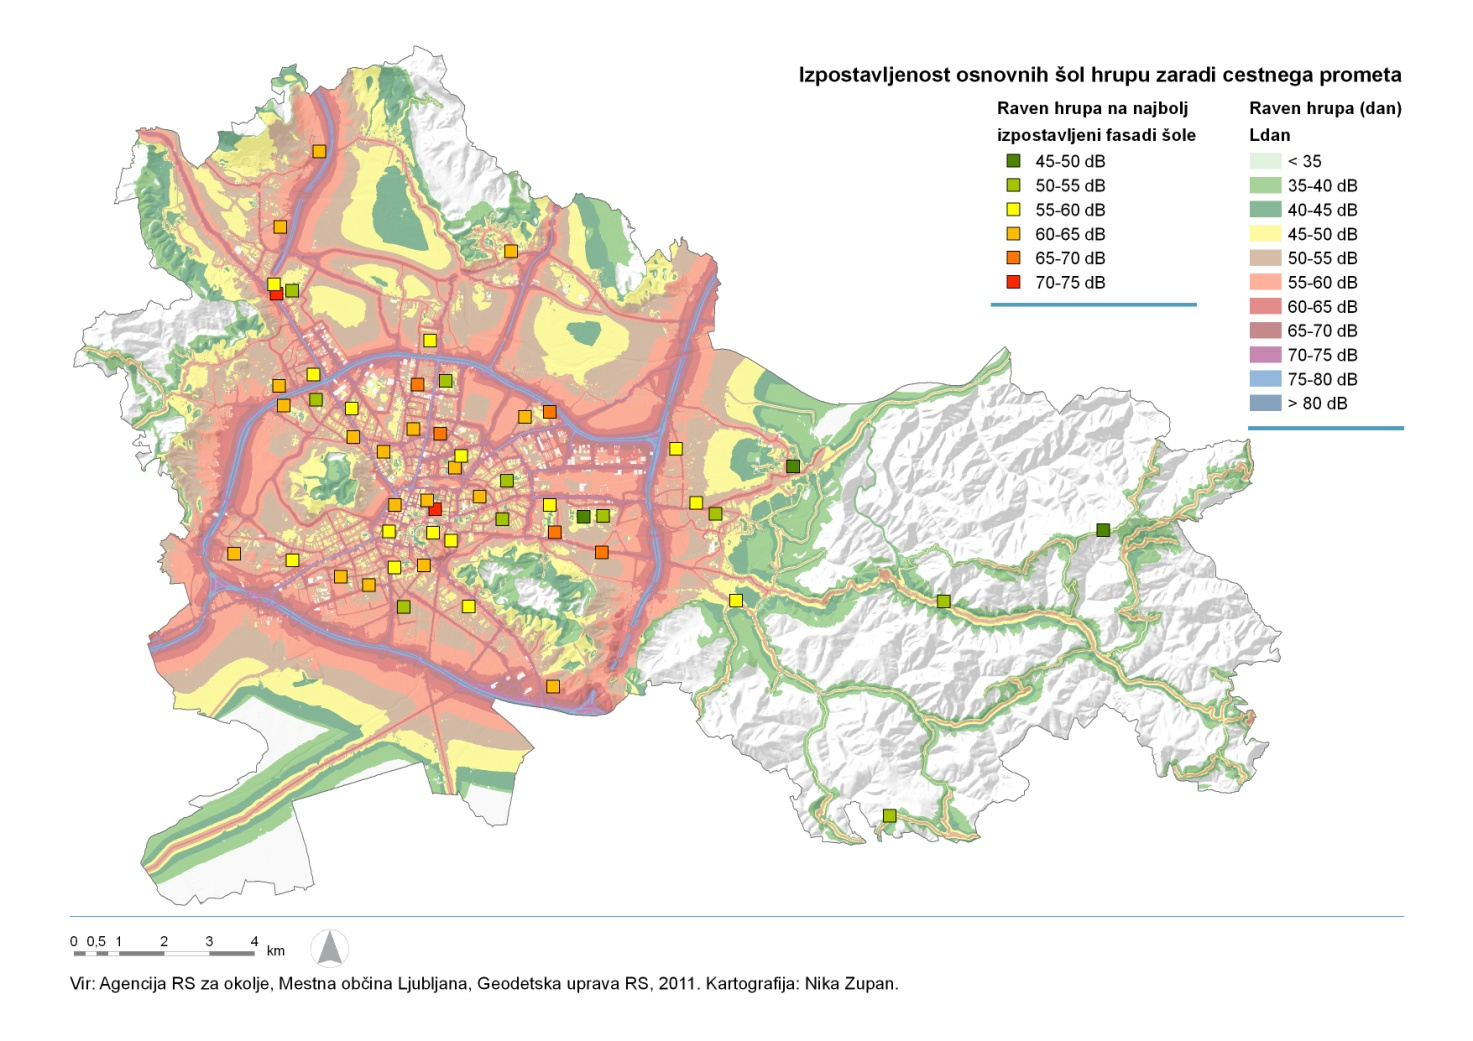 Izpostavljenost osnovnih šol hrupu zaradi cestnega prometa
Raven hrupa na najbolj
izpostavljeni fasadi šole
45-50 dB
50-55 dB
55-60 dB
60-65 dB
65-70 dB
70-75 dB
Raven hrupa (dan)
Ldan
< 35
35-40 dB
40-45 dB
45-50 dB
50-55 dB
55-60 dB
60-65 dB
65-70 dB
70-75 dB
75-80 dB
> 80 dB
0 0,5 1 2 3 4 km
Vir: Agencija RS za okolje, Mestna občina Ljubljana, Geodetska uprava RS, 2011. Kartografija: Nika Zupan.